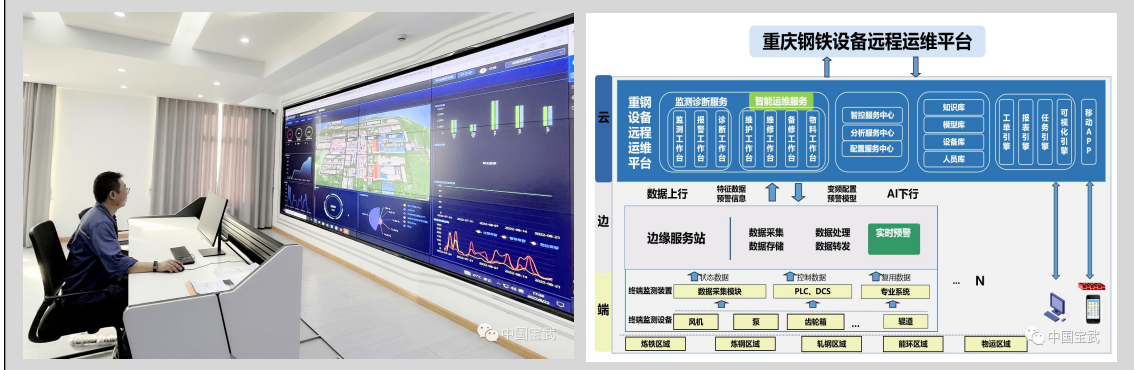 中国宝武
重庆钢铁设备远程运维平台
云
重钢
设备
远程
运维
平台
监测诊断服务
智能运维服务
监测工作台
报警工作台
诊断工作台
维护工作台
维修工作台
备修工作台
物料工作台
智控服务中心
分析服务中心
配置服务中心
知识库
模型库
设备库
人员库
工单引擎
报表引擎
任务引擎
可视化引擎
移动APP
数据上行
特征数据
预警信息
变频配置
预警模型
AI下行
边
边缘服务站
数据采集
数据存储
数据处理
数据转发
实时预警
状态数据
控制数据
复用数据
端
终端监测装置
数据采集模块
PLC、DCS
专业系统
... N
终端监测设备
风机
泵
齿轮箱
...
辊道
炼铁区域
炼钢区域
轧钢区域
能环区域
物运区域
中国宝武